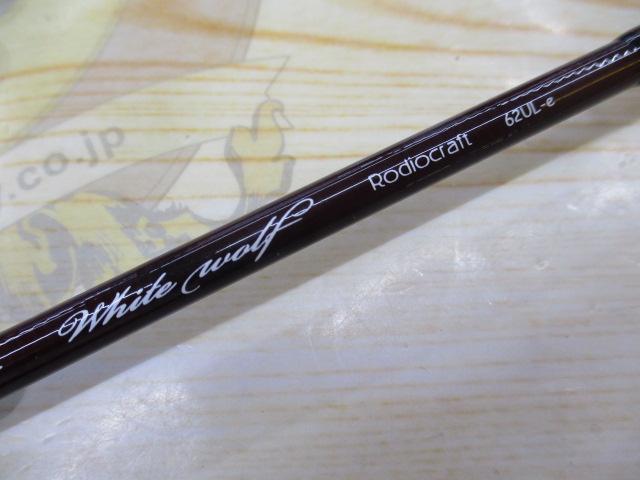 White wolf Rodiocraft 62UL-e
y.co.jp